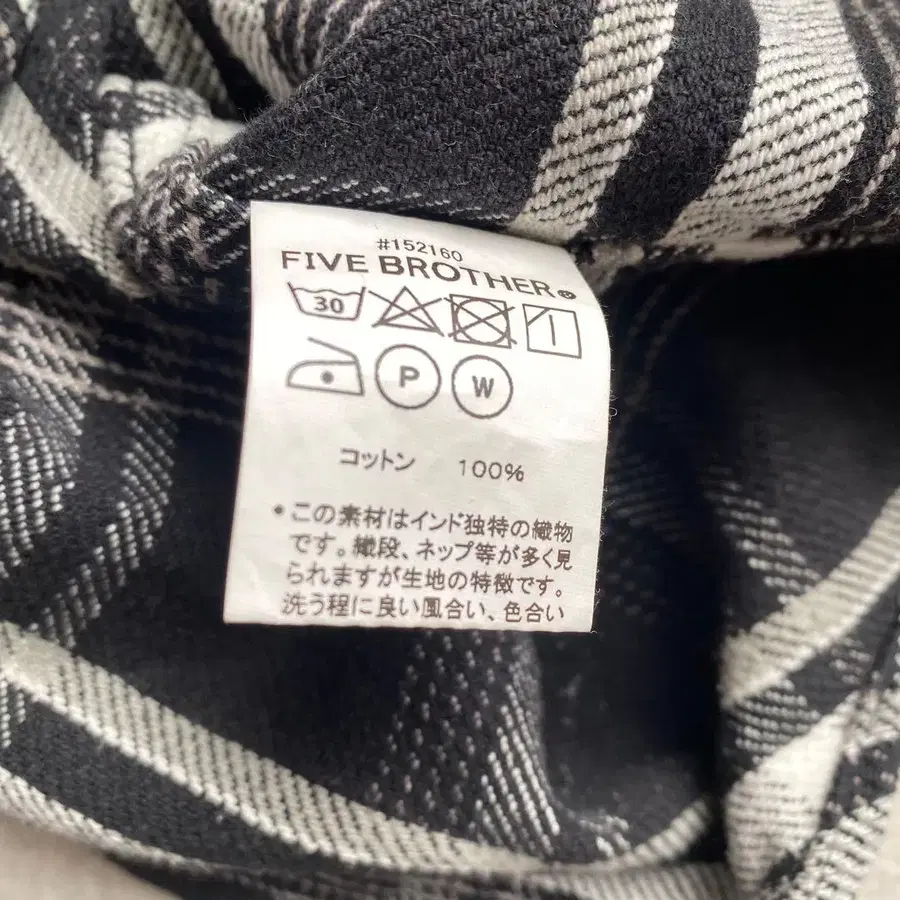 #152160
FIVE BROTHER®
30
P W
コットン 100%
•この素材はインド独特の織物
です。織段、ネップ等が多く見
られますが生地の特徴です。
洗う程に良い風合い、色合い